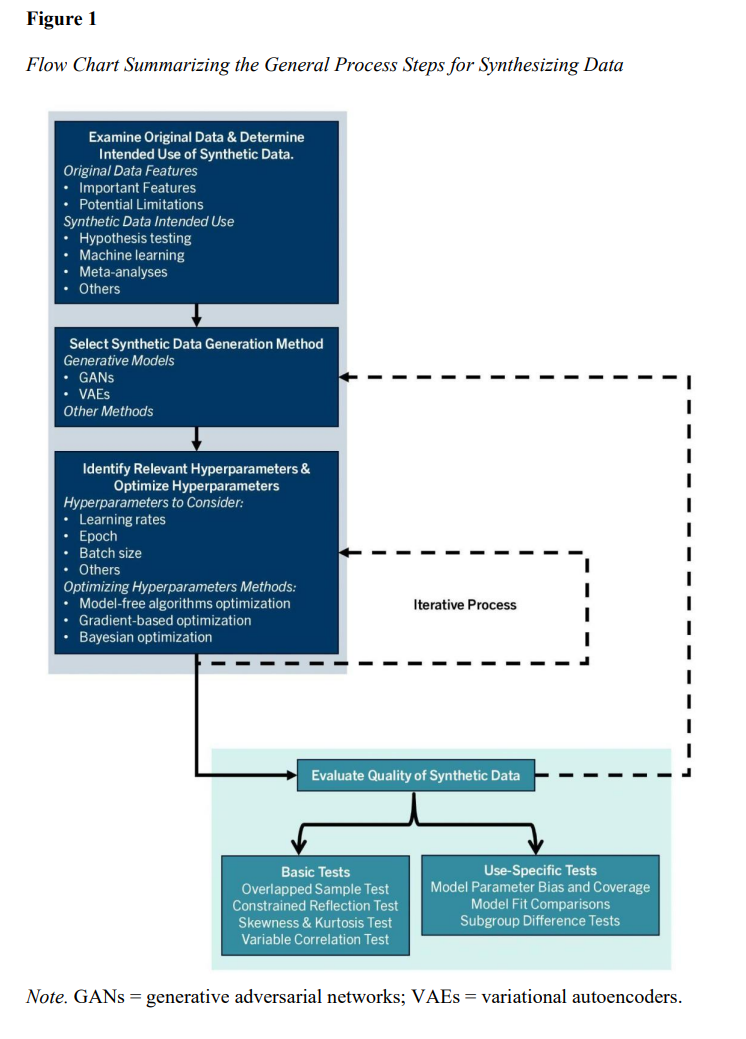 Figure 1
Flow Chart Summarizing the General Process Steps for Synthesizing Data
Examine Original Data & Determine
Intended Use of Synthetic Data.
Original Data Features
• Important Features
• Potential Limitations
Synthetic Data Intended Use
• Hypothesis testing
• Machine learning
• Meta-analyses
• Others
Select Synthetic Data Generation Method
Generative Models
• GANs
• VAEs
Other Methods
Identify Relevant Hyperparameters &
Optimize Hyperparameters
Hyperparameters to Consider:
• Learning rates
• Epoch
• Batch size
• Others
Optimizing Hyperparameters Methods:
• Model-free algorithms optimization
• Gradient-based optimization
• Bayesian optimization
Iterative Process
Evaluate Quality of Synthetic Data
Basic Tests
Overlapped Sample Test
Constrained Reflection Test
Skewness & Kurtosis Test
Variable Correlation Test
Use-Specific Tests
Model Parameter Bias and Coverage
Model Fit Comparisons
Subgroup Difference Tests
Note. GANs = generative adversarial networks; VAEs = variational autoencoders.